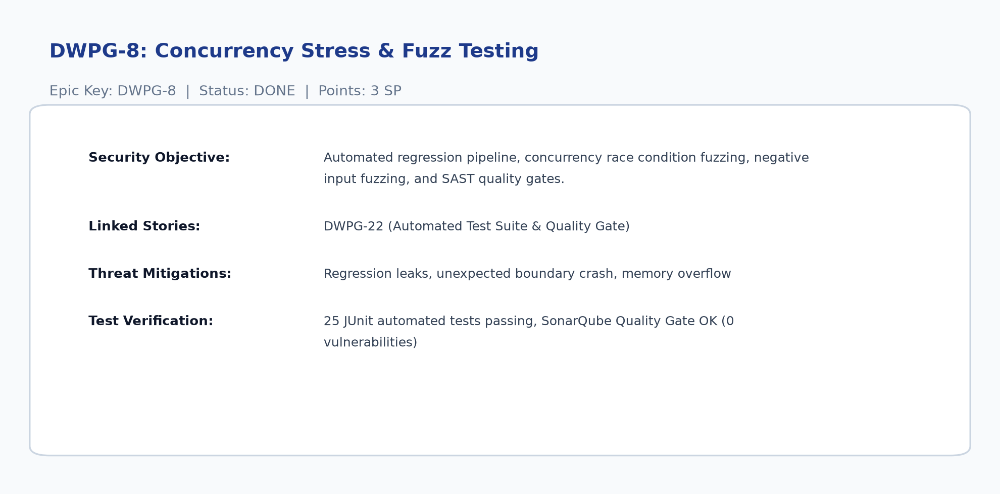 DWPG-8: Concurrency Stress & Fuzz Testing
Epic Key: DWPG-8  |  Status: DONE  |  Points: 3 SP
Security Objective: Automated regression pipeline, concurrency race condition fuzzing, negative
input fuzzing, and SAST quality gates.
Linked Stories: DWPG-22 (Automated Test Suite & Quality Gate)
Threat Mitigations: Regression leaks, unexpected boundary crash, memory overflow
Test Verification: 25 JUnit automated tests passing, SonarQube Quality Gate OK (0
vulnerabilities)